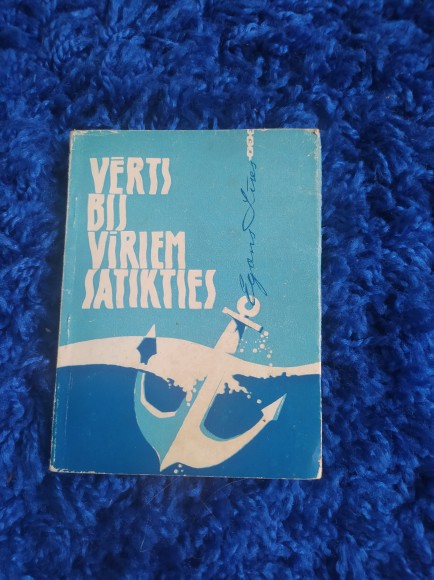 VĒRTS
BIJ
VĪRIEM
SATIKTIES
Egons Līvs